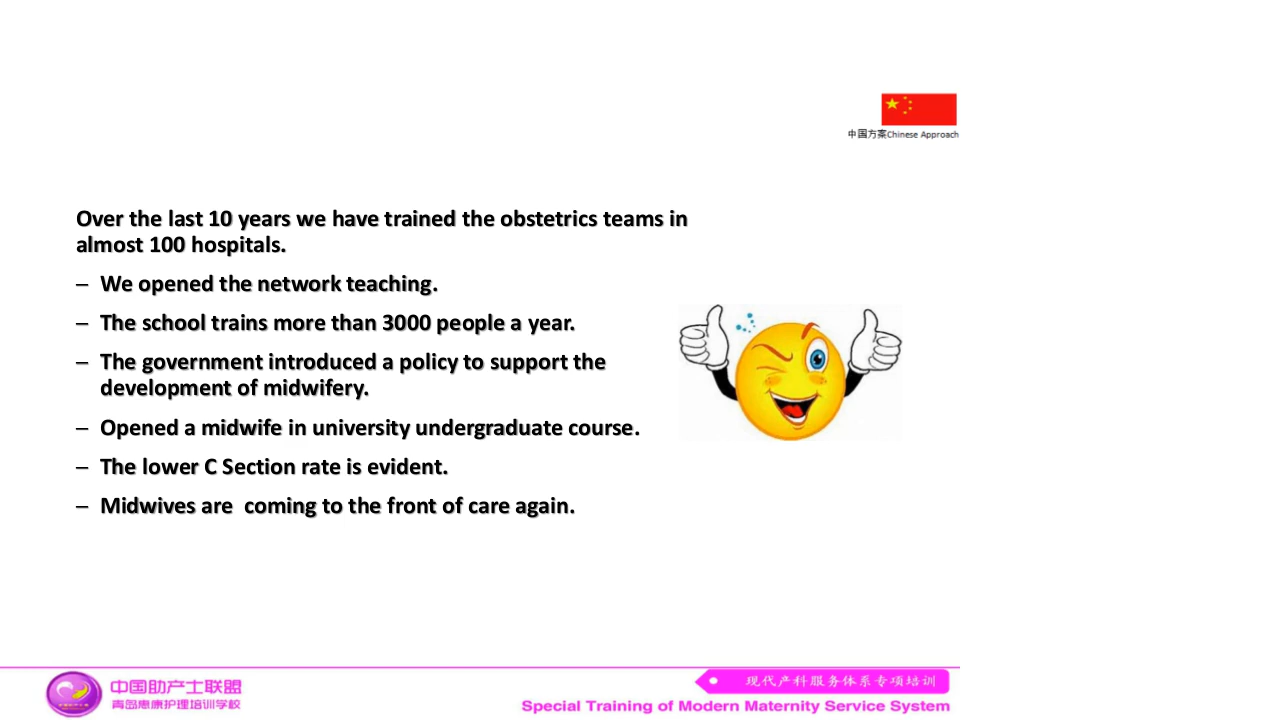 中国方案Chinese Approach
Over the last 10 years we have trained the obstetrics teams in
almost 100 hospitals.
– We opened the network teaching.
– The school trains more than 3000 people a year.
– The government introduced a policy to support the
development of midwifery.
– Opened a midwife in university undergraduate course.
– The lower C Section rate is evident.
– Midwives are  coming to the front of care again.
中国助产士联盟
青岛惠康护理培训学校
现代产科服务体系专项培训
Special Training of Modern Maternity Service System